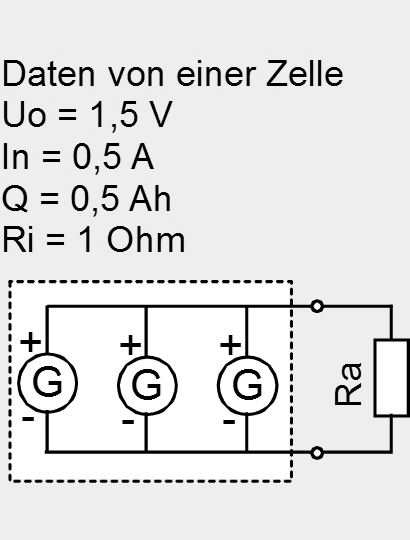 Daten von einer Zelle
Uo = 1,5 V
In = 0,5 A
Q = 0,5 Ah
Ri = 1 Ohm
+ + +
G G G
- - -
Ra